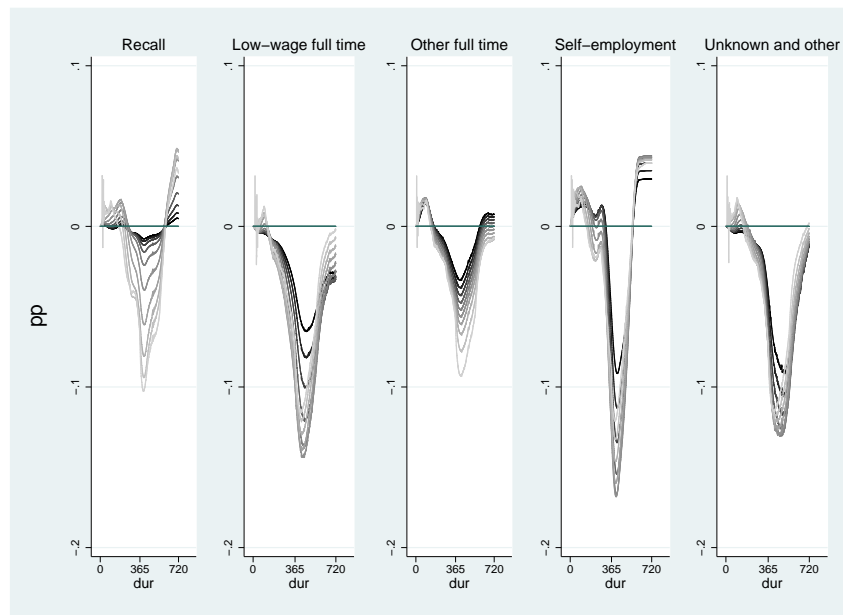 Recall
Low−wage full time
Other full time
Self−employment
Unknown and other
pp
.1
0
−.1
−.2
0 365 720
dur
.1
0
−.1
−.2
0 365 720
dur
.1
0
−.1
−.2
0 365 720
dur
.1
0
−.1
−.2
0 365 720
dur
.1
0
−.1
−.2
0 365 720
dur